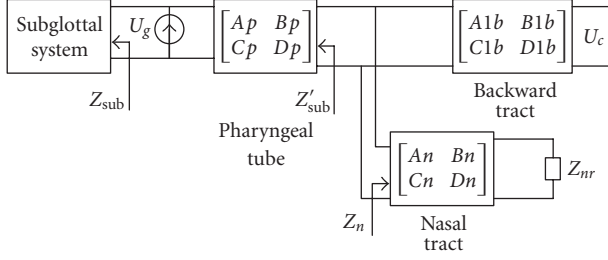 Subglottal
system
U_g
Z_sub
[Ap Bp
Cp Dp]
Pharyngeal
tube
Z′_sub
[A1b B1b
C1b D1b]
U_c
Backward
tract
[An Bn
Cn Dn]
Z_nr
Z_n
Nasal
tract